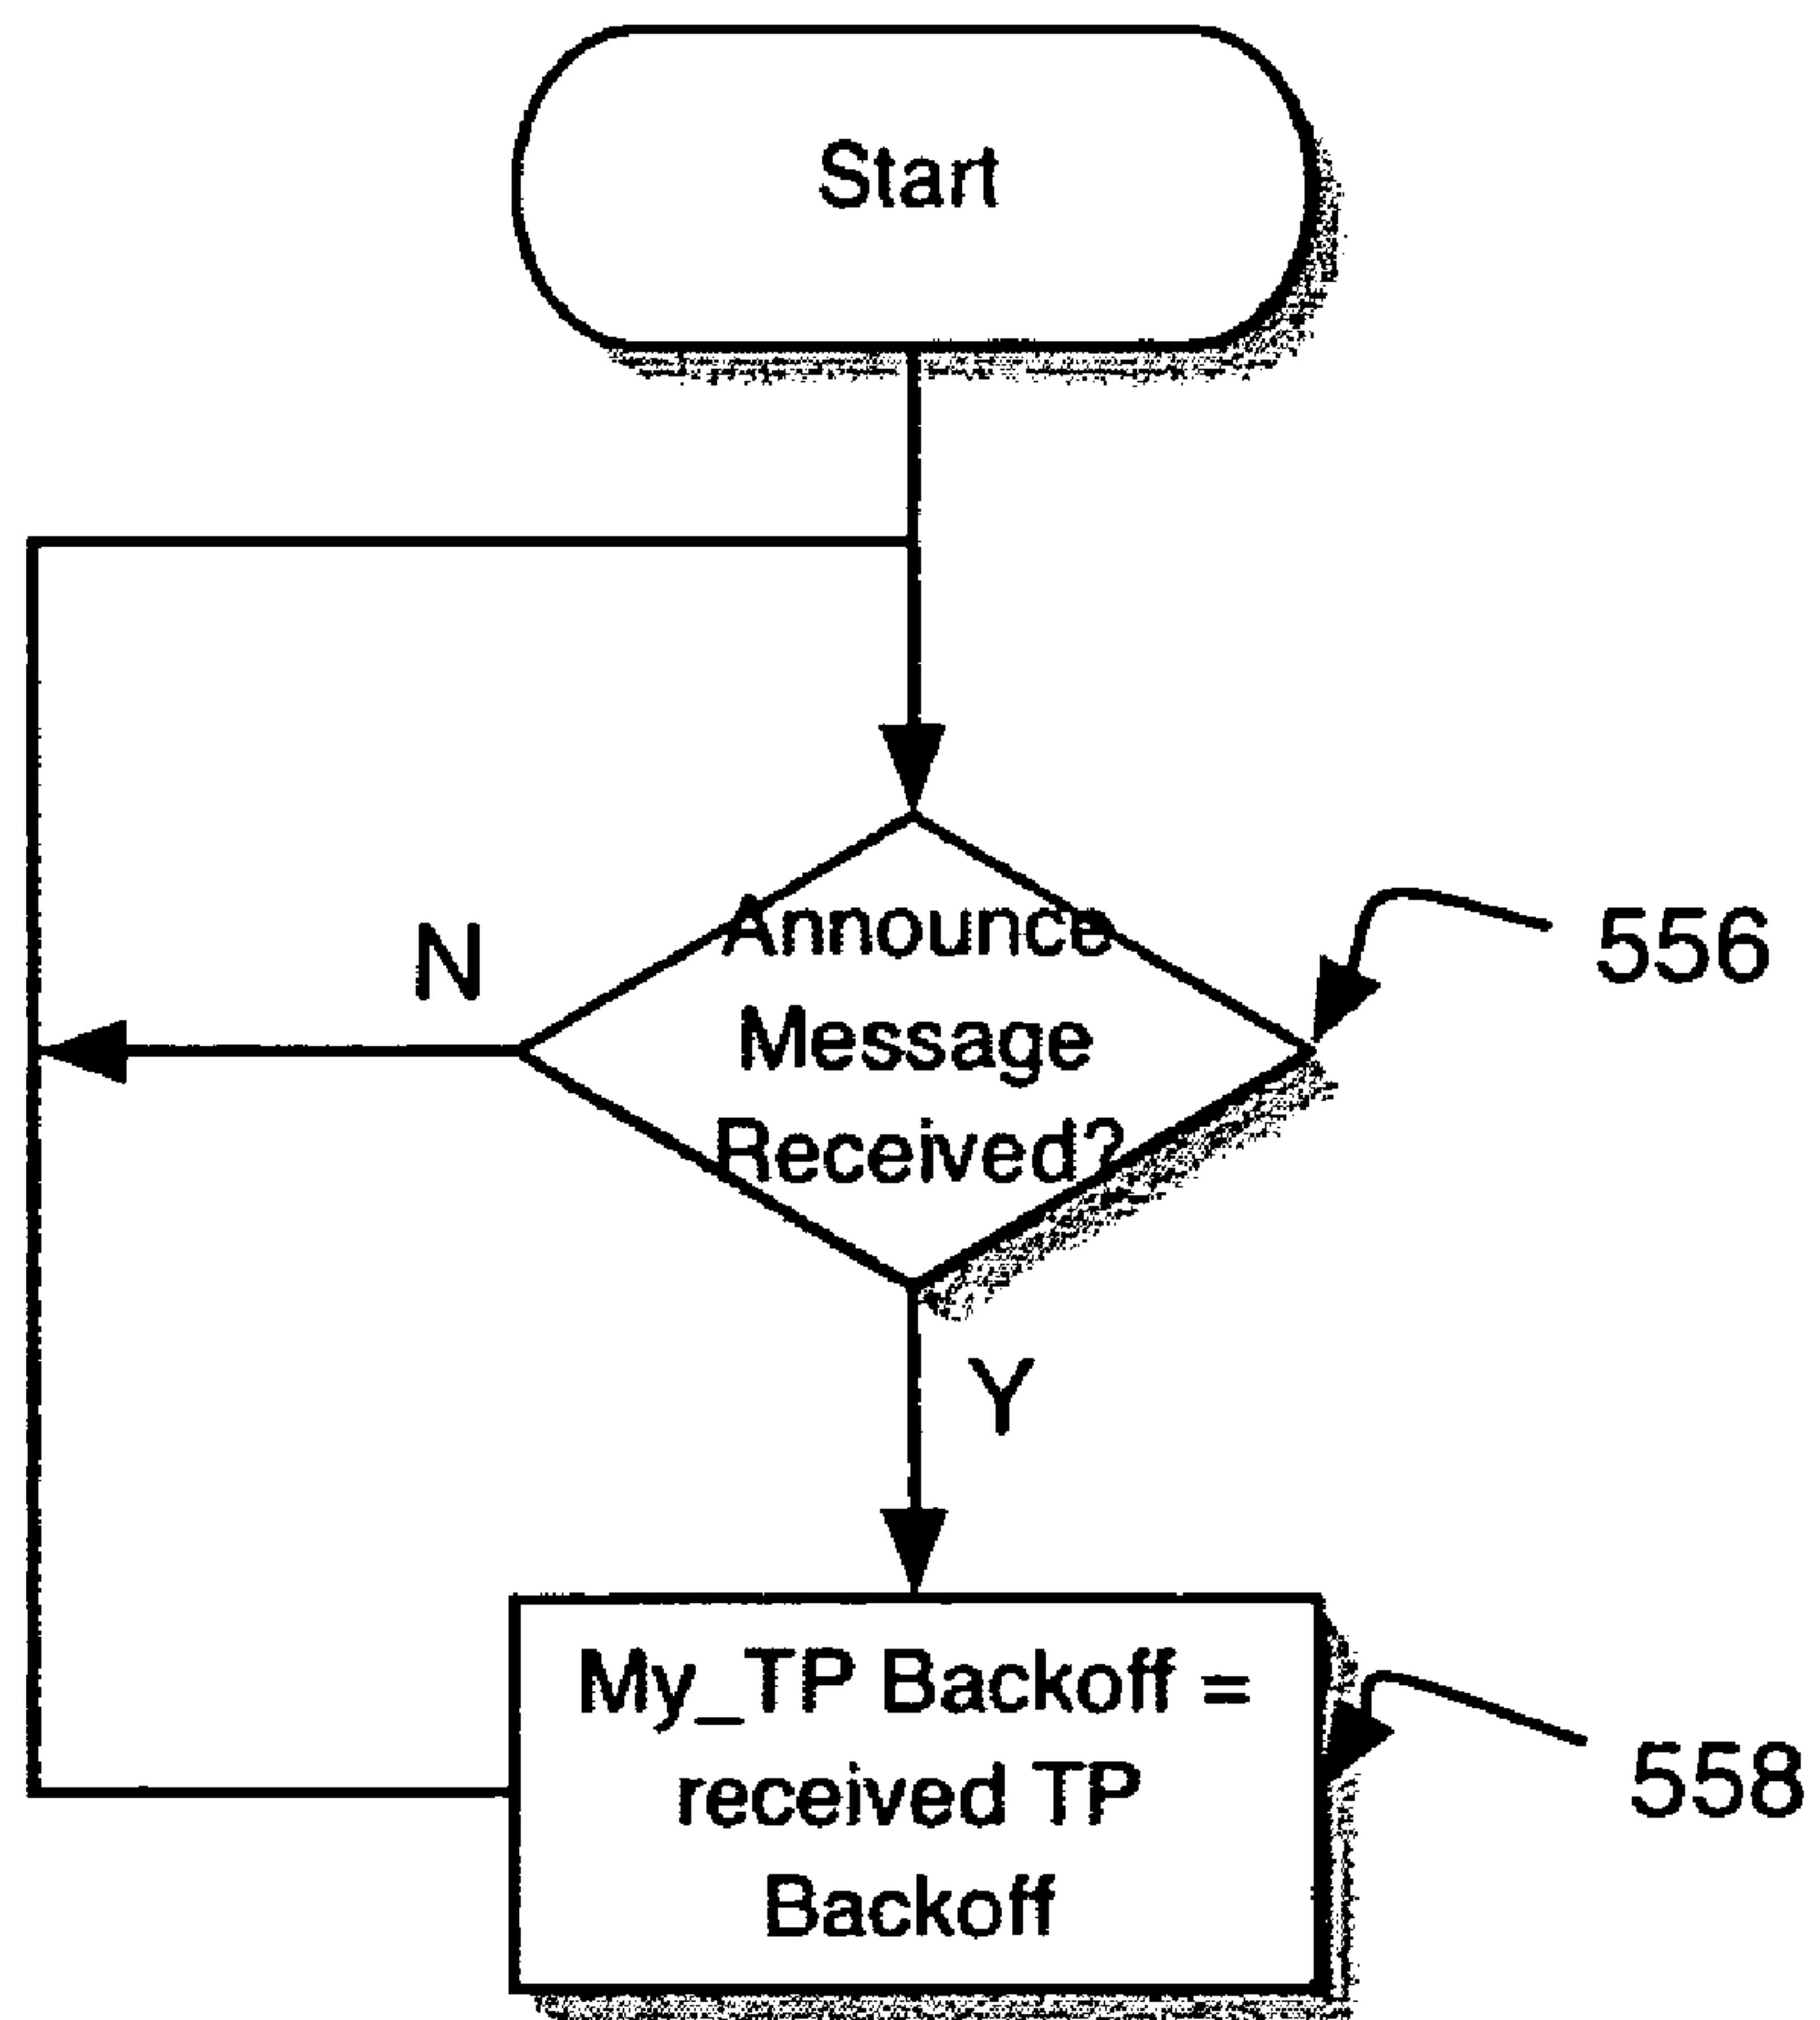 Start
N
Announce
Message
Received?
556
Y
My_TP Backoff =
received TP
Backoff
558